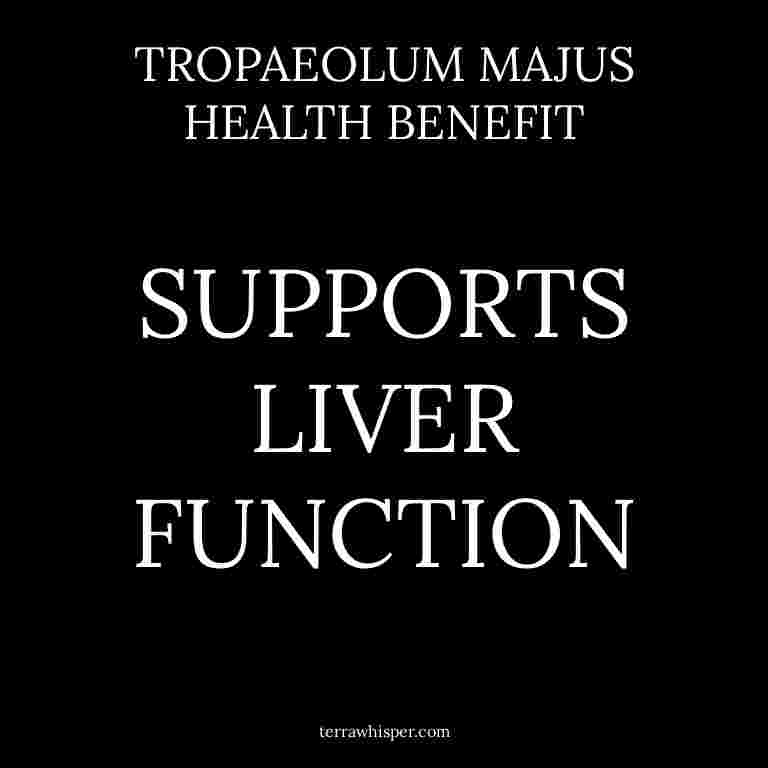 TROPAEOLUM MAJUS
HEALTH BENEFIT
SUPPORTS
LIVER
FUNCTION
terrawhisper.com